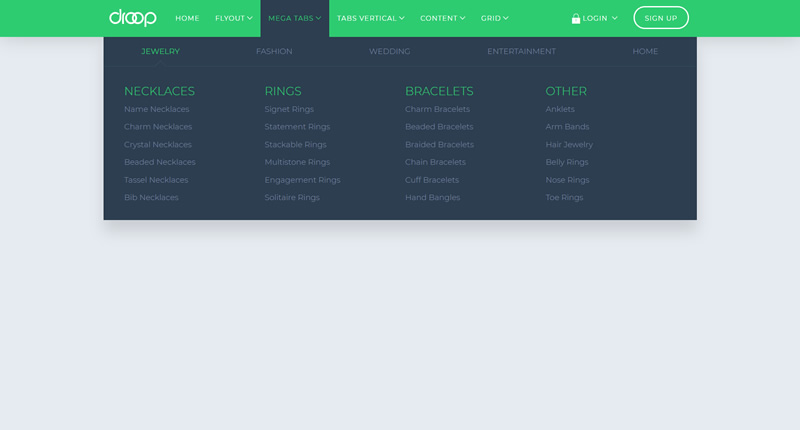 droop HOME FLYOUT MEGA TABS TABS VERTICAL CONTENT GRID LOGIN SIGN UP
JEWELRY FASHION WEDDING ENTERTAINMENT HOME
NECKLACES RINGS BRACELETS OTHER
Name Necklaces Signet Rings Charm Bracelets Anklets
Charm Necklaces Statement Rings Beaded Bracelets Arm Bands
Crystal Necklaces Stackable Rings Braided Bracelets Hair Jewelry
Beaded Necklaces Multistone Rings Chain Bracelets Belly Rings
Tassel Necklaces Engagement Rings Cuff Bracelets Nose Rings
Bib Necklaces Solitaire Rings Hand Bangles Toe Rings